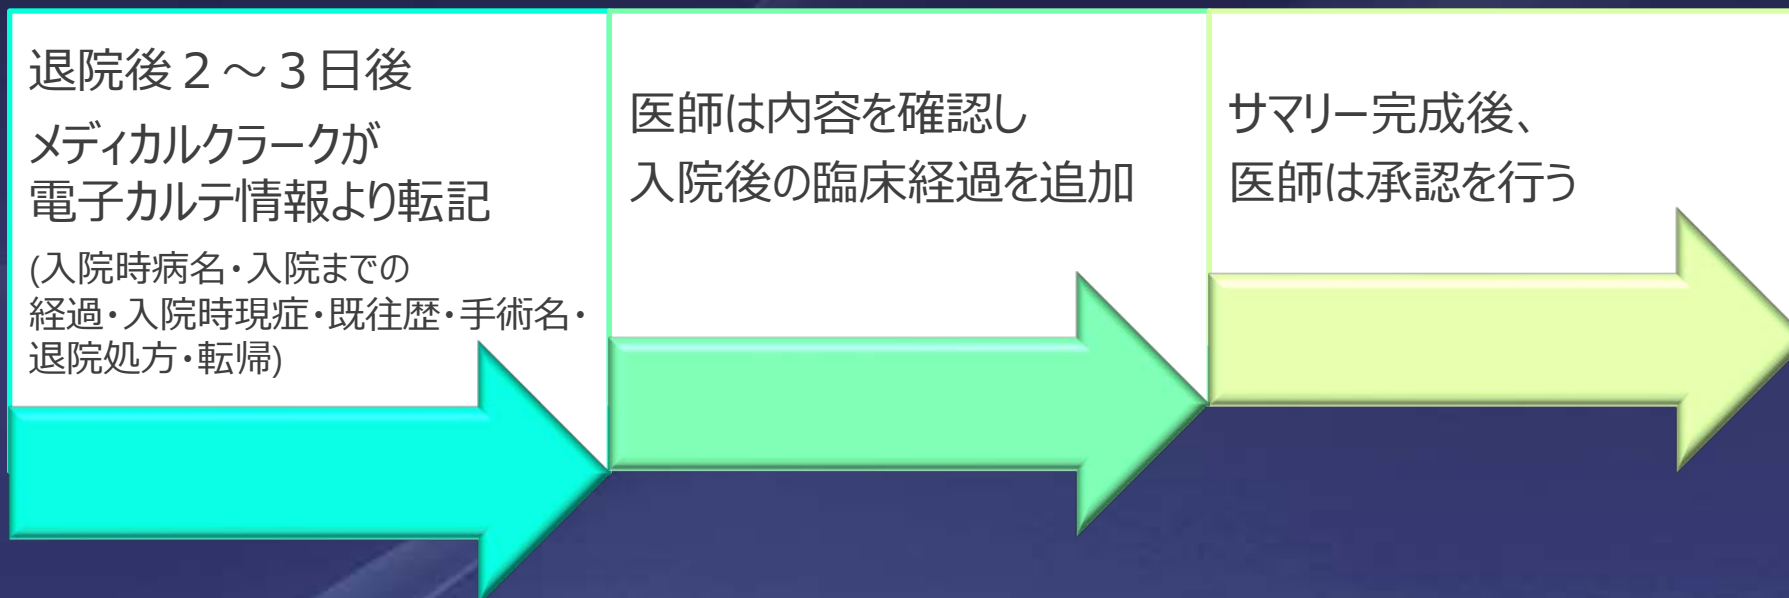 退院後２～３日後
メディカルクラークが
電子カルテ情報より転記
(入院時病名・入院までの
経過・入院時現症・既往歴・手術名・
退院処方・転帰)
医師は内容を確認し
入院後の臨床経過を追加
サマリー完成後、
医師は承認を行う